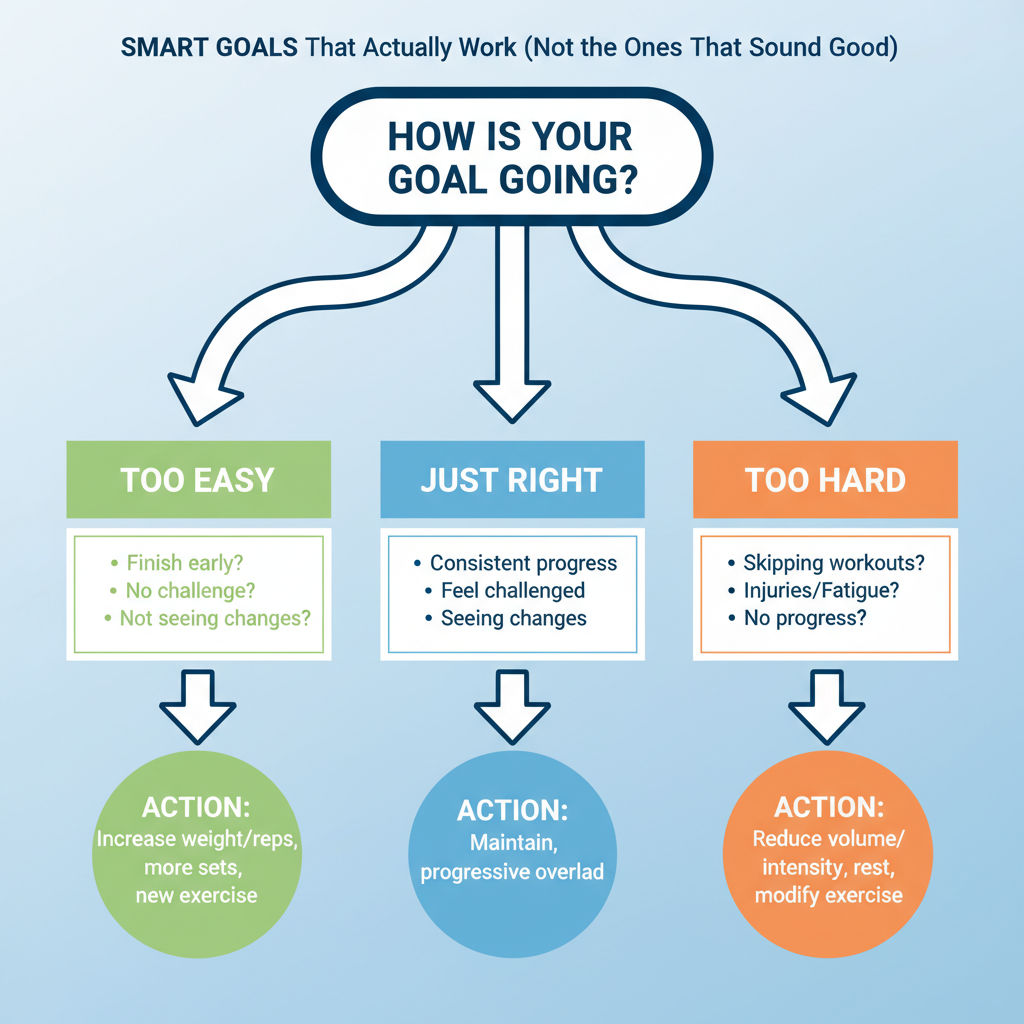 SMART GOALS That Actually Work (Not the Ones That Sound Good)
HOW IS YOUR
GOAL GOING?
TOO EASY
• Finish early?
• No challenge?
• Not seeing changes?
ACTION:
Increase weight/reps,
more sets,
new exercise
JUST RIGHT
• Consistent progress
• Feel challenged
• Seeing changes
ACTION:
Maintain,
progressive overlad
TOO HARD
• Skipping workouts?
• Injuries/Fatigue?
• No progress?
ACTION:
Reduce volume/
intensity, rest,
modify exercise